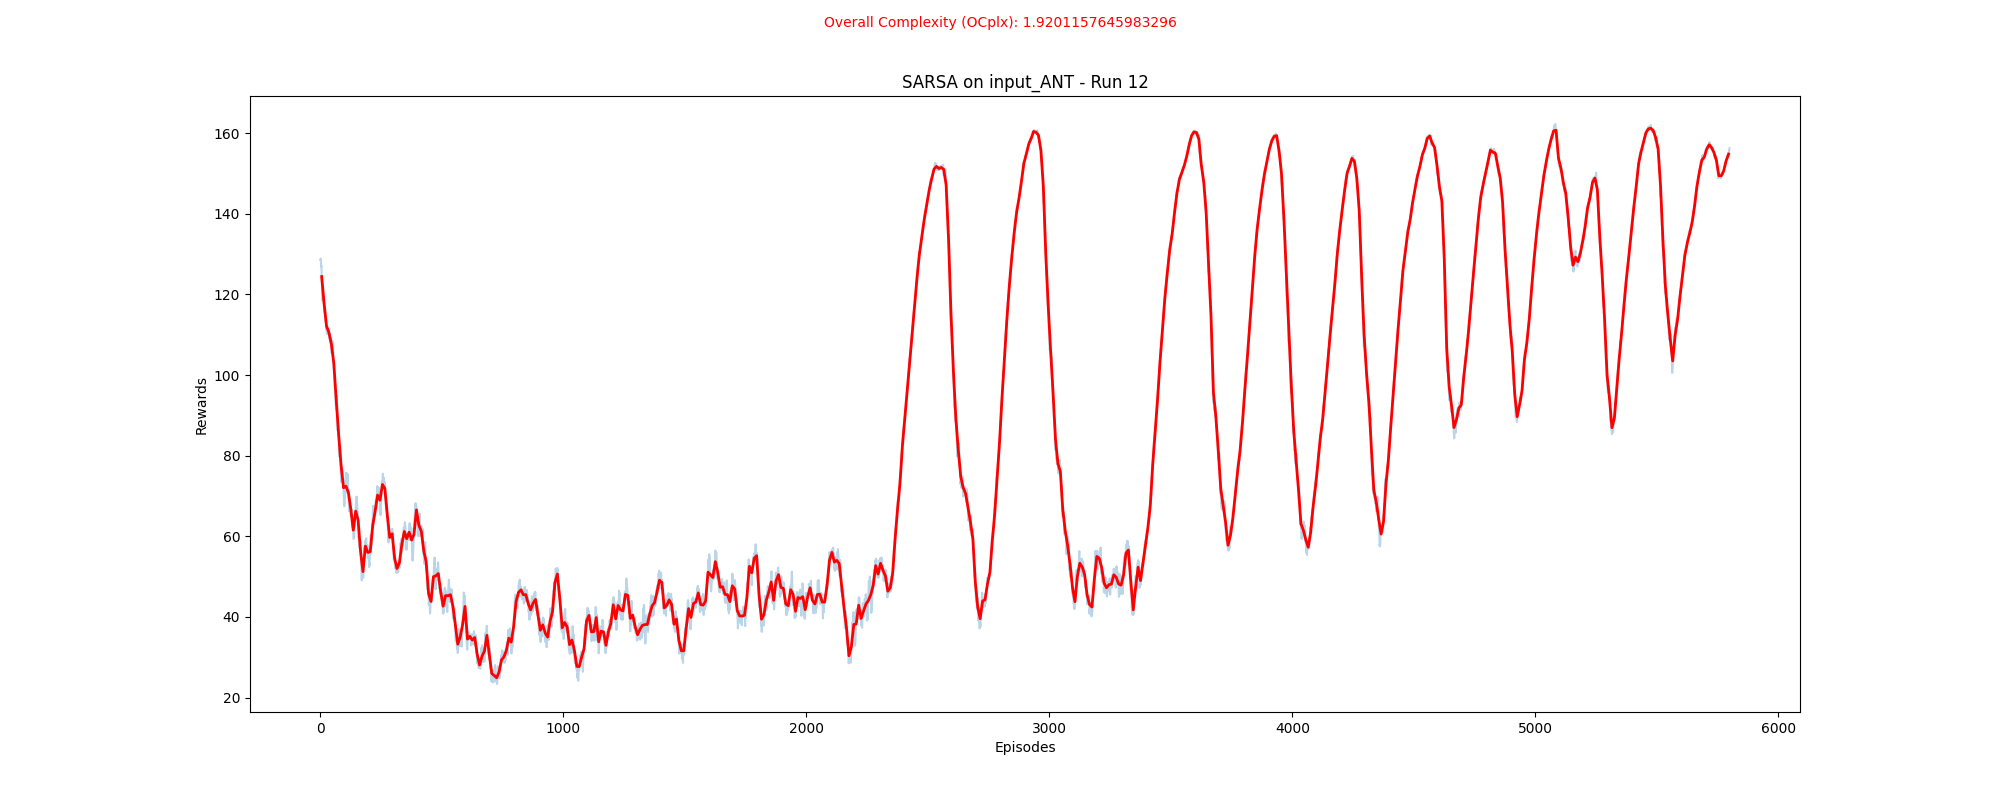 Overall Complexity (OCplx): 1.9201157645983296
SARSA on input_ANT - Run 12
160
140
120
100
80
60
40
20
Rewards
0 1000 2000 3000 4000 5000 6000
Episodes